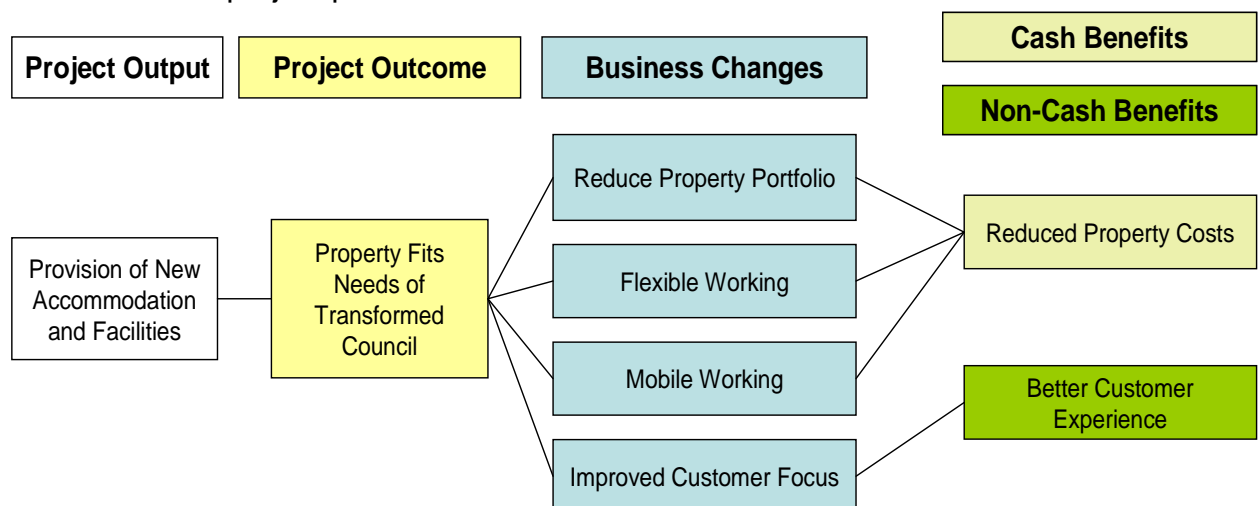 Project Output
Project Outcome
Business Changes
Cash Benefits
Non-Cash Benefits
Provision of New
Accommodation
and Facilities
Property Fits
Needs of
Transformed
Council
Reduce Property Portfolio
Flexible Working
Mobile Working
Improved Customer Focus
Reduced Property Costs
Better Customer
Experience